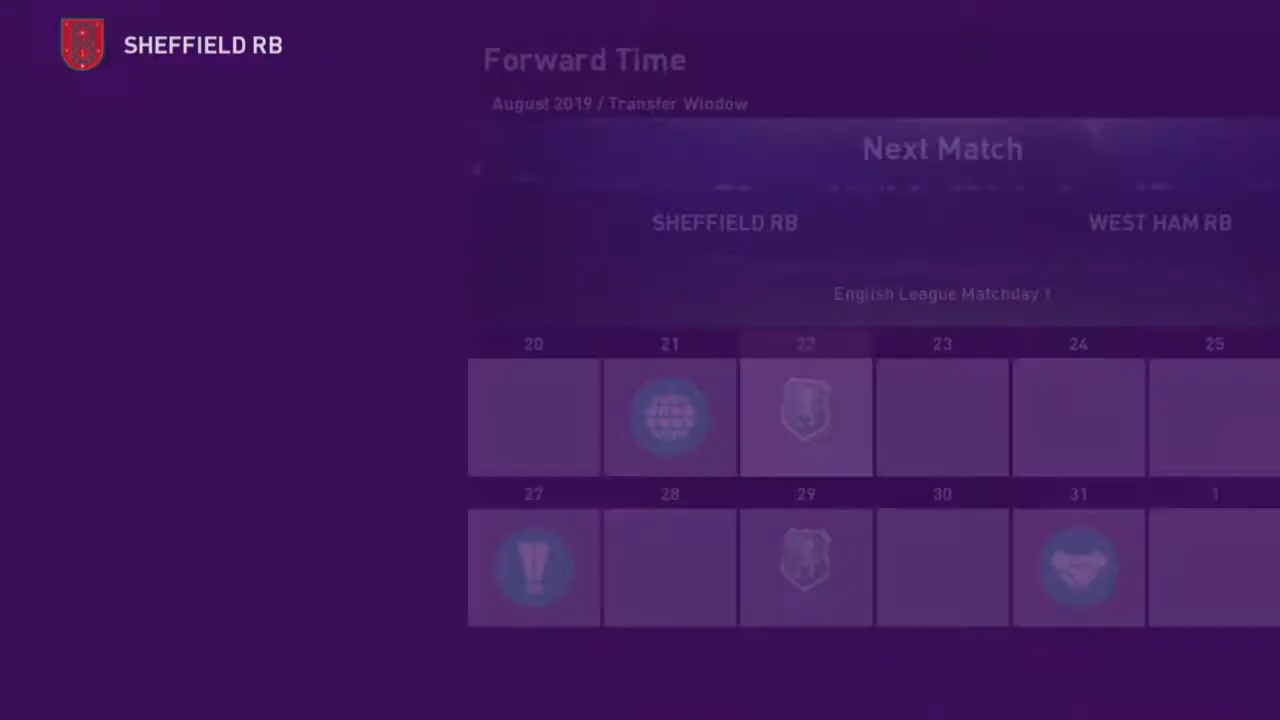 SHEFFIELD RB
Forward Time
August 2019 / Transfer Window
Next Match
SHEFFIELD RB WEST HAM RB
English League Matchday 1
20 21 22 23 24 25
27 28 29 30 31 1